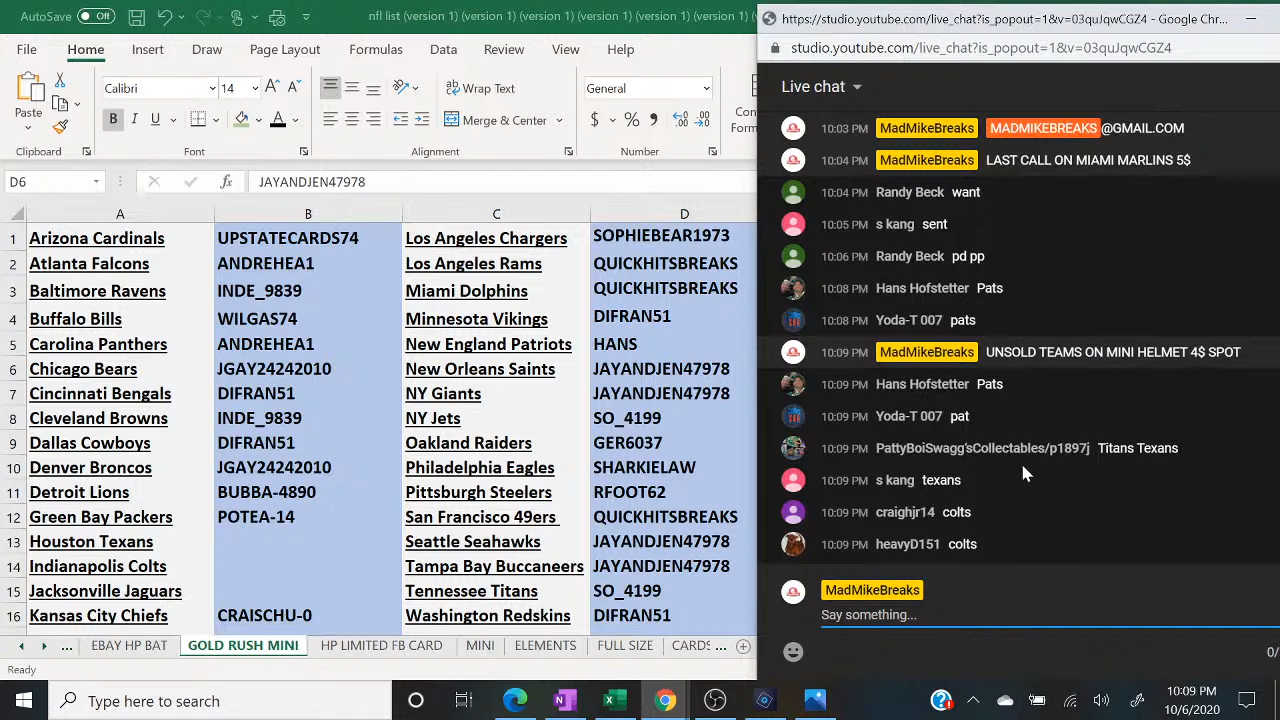 AutoSave Off nfl list (version 1) (version 1) (version 1) (version 1) (version 1)
File Home Insert Draw Page Layout Formulas Data Review View Help
Paste
Calibri 14
B I U A
ab Wrap Text
Merge & Center
General
$ % 9
Con
Form
Clipboard Font Alignment Number
D6 fx JAYANDJEN47978
A B C D
1 Arizona Cardinals UPSTATECARDS74 Los Angeles Chargers SOPHIEBEAR1973
2 Atlanta Falcons ANDREHEA1 Los Angeles Rams QUICKHITSBREAKS
3 Baltimore Ravens INDE_9839 Miami Dolphins QUICKHITSBREAKS
4 Buffalo Bills WILGAS74 Minnesota Vikings DIFRAN51
5 Carolina Panthers ANDREHEA1 New England Patriots HANS
6 Chicago Bears JGAY24242010 New Orleans Saints JAYANDJEN47978
7 Cincinnati Bengals DIFRAN51 NY Giants JAYANDJEN47978
8 Cleveland Browns INDE_9839 NY Jets SO_4199
9 Dallas Cowboys DIFRAN51 Oakland Raiders GER6037
10 Denver Broncos JGAY24242010 Philadelphia Eagles SHARKIELAW
11 Detroit Lions BUBBA-4890 Pittsburgh Steelers RFOOT62
12 Green Bay Packers POTEA-14 San Francisco 49ers QUICKHITSBREAKS
13 Houston Texans Seattle Seahawks JAYANDJEN47978
14 Indianapolis Colts Tampa Bay Buccaneers JAYANDJEN47978
15 Jacksonville Jaguars Tennessee Titans SO_4199
16 Kansas City Chiefs CRAISCHU-0 Washington Redskins DIFRAN51
... EBAY HP BAT GOLD RUSH MINI HP LIMITED FB CARD MINI ELEMENTS FULL SIZE CARDS ...
Ready
https://studio.youtube.com/live_chat?is_popout=1&v=03quJqwCGZ4 - Google Chr...
studio.youtube.com/live_chat?is_popout=1&v=03quJqwCGZ4
Live chat
10:03 PM MadMikeBreaks MADMIKEBREAKS@GMAIL.COM
10:04 PM MadMikeBreaks LAST CALL ON MIAMI MARLINS 5$
10:04 PM Randy Beck want
10:05 PM s kang sent
10:06 PM Randy Beck pd pp
10:08 PM Hans Hofstetter Pats
10:08 PM Yoda-T 007 pats
10:09 PM MadMikeBreaks UNSOLD TEAMS ON MINI HELMET 4$ SPOT
10:09 PM Hans Hofstetter Pats
10:09 PM Yoda-T 007 pat
10:09 PM PattyBoiSwagg'sCollectables/p1897j Titans Texans
10:09 PM s kang texans
10:09 PM craighjr14 colts
10:09 PM heavyD151 colts
MadMikeBreaks
Say something...
0/
Type here to search
10:09 PM
10/6/2020